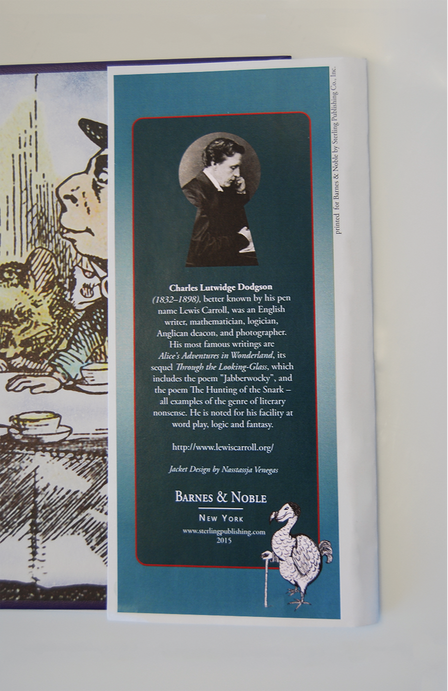 Charles Lutwidge Dodgson
(1832–1898), better known by his pen
name Lewis Carroll, was an English
writer, mathematician, logician,
Anglican deacon, and photographer.
His most famous writings are
Alice's Adventures in Wonderland, its
sequel Through the Looking-Glass, which
includes the poem "Jabberwocky", and
the poem The Hunting of the Snark –
all examples of the genre of literary
nonsense. He is noted for his facility at
word play, logic and fantasy.
http://www.lewiscarroll.org/
Jacket Design by Nasstassja Venegas
BARNES & NOBLE
NEW YORK
www.sterlingpublishing.com
2015
printed for Barnes & Noble by Sterling Publishing Co., Inc.